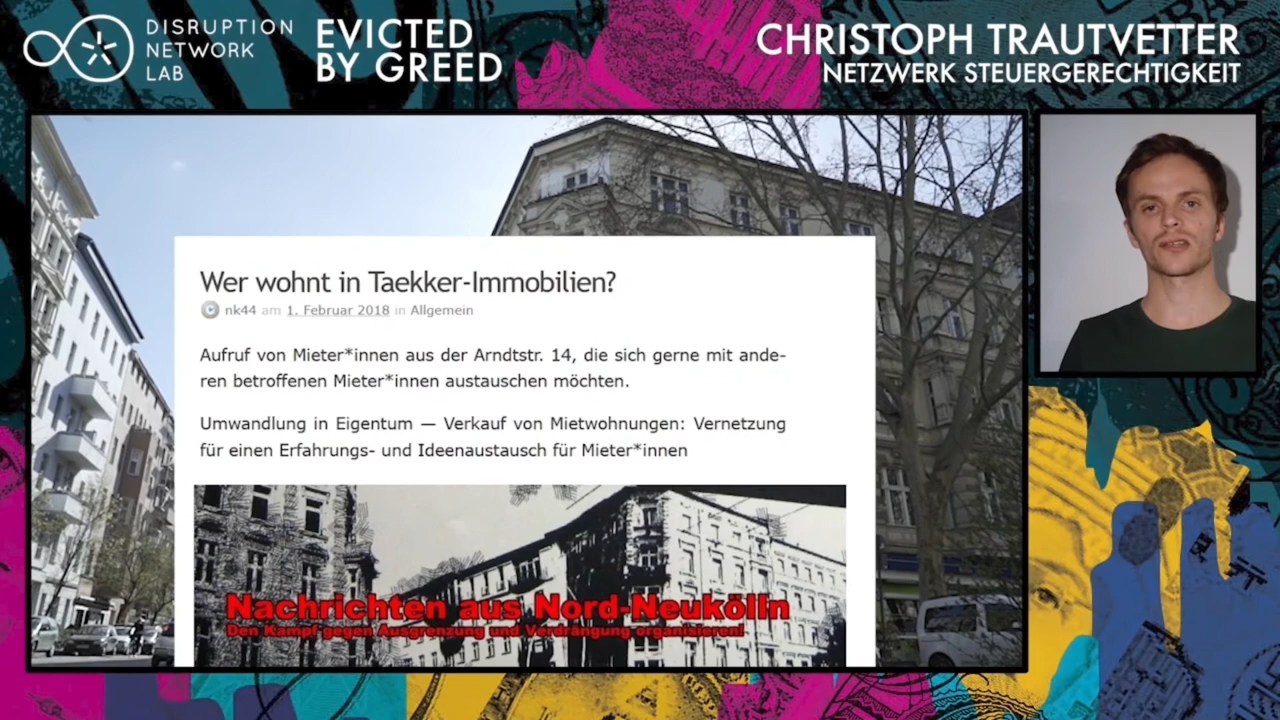 DISRUPTION
NETWORK
LAB
EVICTED
BY GREED
CHRISTOPH TRAUTVETTER
NETZWERK STEUERGERECHTIGKEIT
Wer wohnt in Taekker-Immobilien?
nk44 am 1. Februar 2018 in Allgemein
Aufruf von Mieter*innen aus der Arndtstr. 14, die sich gerne mit ande-
ren betroffenen Mieter*innen austauschen möchten.
Umwandlung in Eigentum — Verkauf von Mietwohnungen: Vernetzung
für einen Erfahrungs- und Ideenaustausch für Mieter*innen
Nachrichten aus Nord-Neukölln
Den Kampf gegen Ausgrenzung und Verdrängung organisieren!